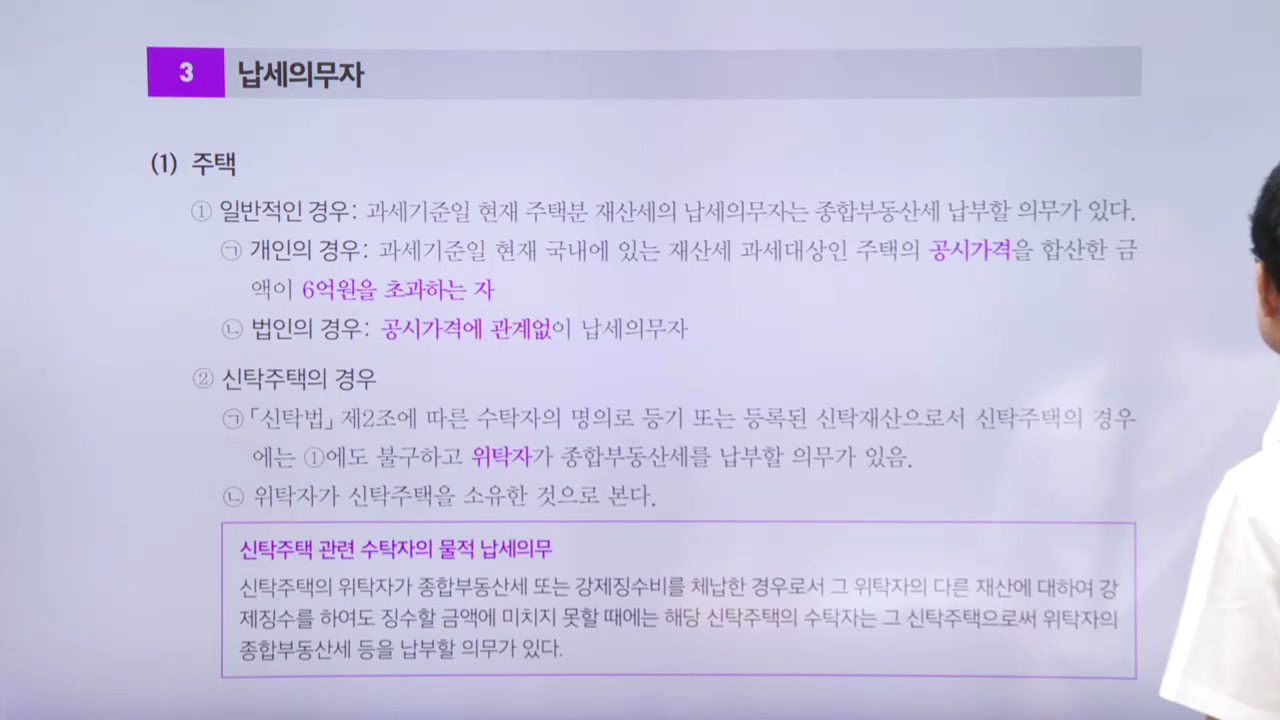 3 납세의무자
(1) 주택
① 일반적인 경우: 과세기준일 현재 주택분 재산세의 납세의무자는 종합부동산세 납부할 의무가 있다.
㉠ 개인의 경우: 과세기준일 현재 국내에 있는 재산세 과세대상인 주택의 공시가격을 합산한 금
액이 6억원을 초과하는 자
㉡ 법인의 경우: 공시가격에 관계없이 납세의무자
② 신탁주택의 경우
㉠ 「신탁법」 제2조에 따른 수탁자의 명의로 등기 또는 등록된 신탁재산으로서 신탁주택의 경우
에는 ①에도 불구하고 위탁자가 종합부동산세를 납부할 의무가 있음.
㉡ 위탁자가 신탁주택을 소유한 것으로 본다.
신탁주택 관련 수탁자의 물적 납세의무
신탁주택의 위탁자가 종합부동산세 또는 강제징수비를 체납한 경우로서 그 위탁자의 다른 재산에 대하여 강
제징수를 하여도 징수할 금액에 미치지 못할 때에는 해당 신탁주택의 수탁자는 그 신탁주택으로써 위탁자의
종합부동산세 등을 납부할 의무가 있다.